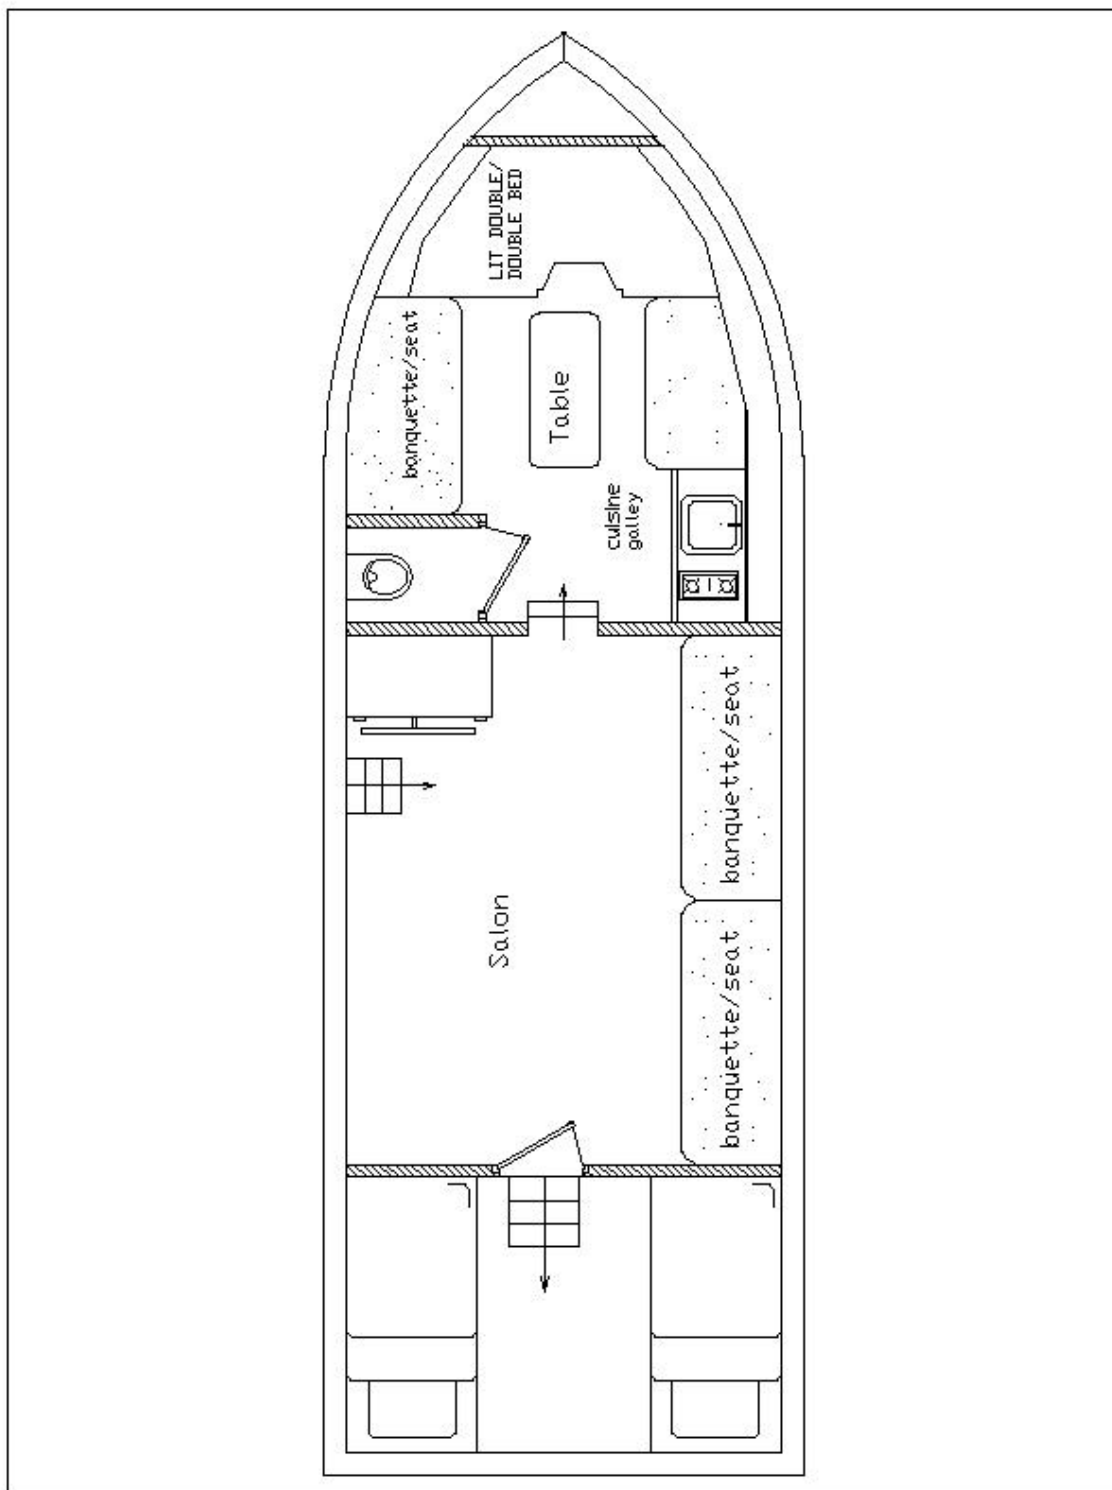 LIT DOUBLE/
DOUBLE BED
banquette/seat
Table
cuisine
galley
banquette/seat
Salon
banquette/seat